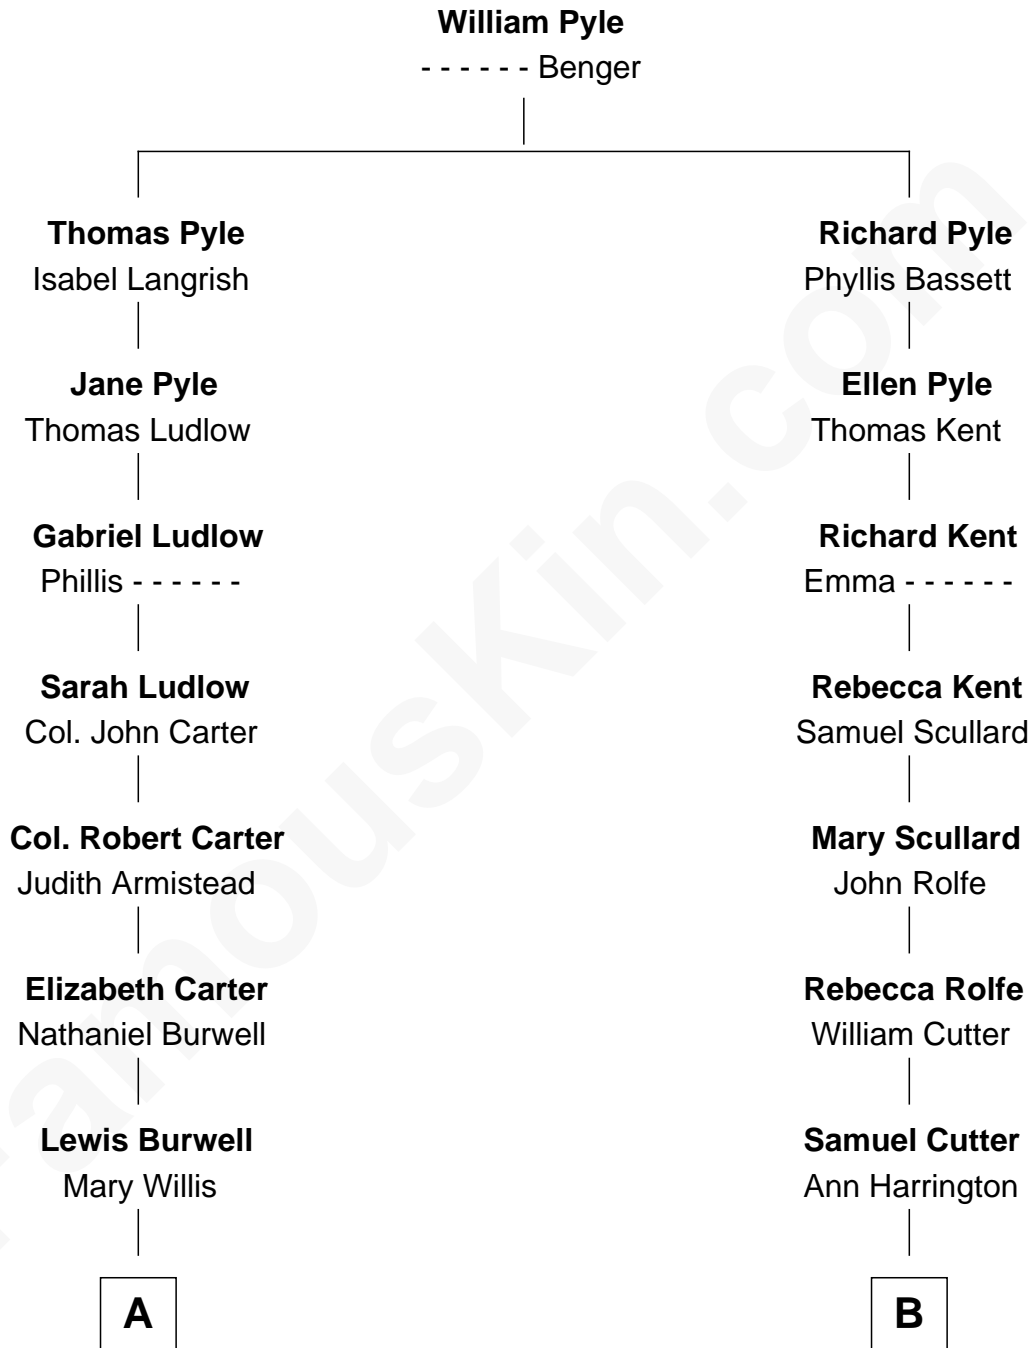 William Pyle
- - - - - - Benger
Thomas Pyle
Isabel Langrish
Richard Pyle
Phyllis Bassett
Jane Pyle
Thomas Ludlow
Ellen Pyle
Thomas Kent
Gabriel Ludlow
Phillis - - - - - -
Richard Kent
Emma - - - - - -
Sarah Ludlow
Col. John Carter
Rebecca Kent
Samuel Scullard
Col. Robert Carter
Judith Armistead
Mary Scullard
John Rolfe
Elizabeth Carter
Nathaniel Burwell
Rebecca Rolfe
William Cutter
Lewis Burwell
Mary Willis
Samuel Cutter
Ann Harrington
A
B
FamousKin.com